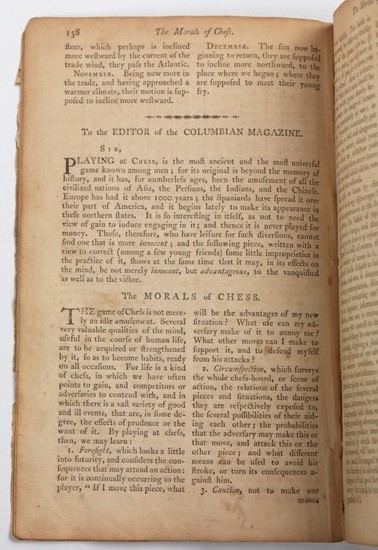 158 The Morals of Chess.
steer, which perhaps is inclined
more westward by the current of the
trade wind, they pass the Atlantic.
NOVEMBER. Being now more in
the trade, and having approached a
warmer climate, their motion is sup-
posed to incline more westward.
DECEMBER. The sun now be-
ginning to return, they are supposed
to incline more northward, to the
place where we began; where they
are supposed to meet their young
fry.
To the EDITOR of the COLUMBIAN MAGAZINE.
SIR,
PLAYING at CHESS, is the most ancient and the most universal
game known among men; for its original is beyond the memory of
history, and it has, for numberless ages, been the amusement of all the
civilized nations of Asia, the Persians, the Indians, and the Chinese.
Europe has had it above 1000 years; the Spaniards have spread it over
their part of America, and it begins lately to make its appearance in
these northern states. It is so interesting in itself, as not to need the
view of gain to induce engaging in it; and thence it is never played for
money. Those, therefore, who have leisure for such diversions, cannot
find one that is more innocent; and the following piece, written with a
view to correct (among a few young friends) some little improprieties in
the practice of it, shows at the same time that it may, in its effects on
the mind, be not merely innocent, but advantageous, to the vanquished
as well as to the victor.
The MORALS of CHESS.
THE game of Chess is not mere-
ly an idle amusement. Several
very valuable qualities of the mind,
useful in the course of human life,
are to be acquired or strengthened
by it, so as to become habits, ready
on all occasions. For life is a kind
of chess, in which we have often
points to gain, and competitors or
adversaries to contend with, and in
which there is a vast variety of good
and ill events, that are, in some de-
gree, the effects of prudence or the
want of it. By playing at chess,
then, we may learn:
1. Foresight, which looks a little
into futurity, and considers the con-
sequences that may attend an action:
for it is continually occurring to the
player, "If I move this piece, what
will be the advantages of my new
situation? What use can my ad-
versary make of it to annoy me?
What other moves can I make to
support it, and to defend myself
from his attacks?
2. Circumspection, which surveys
the whole chess-board, or scene of
action, the relations of the several
pieces and situations, the dangers
they are respectively exposed to,
the several possibilities of their aid-
ing each other; the probabilities
that the adversary may make this or
that move, and attack this or the
other piece; and what different
means can be used to avoid his
stroke, or turn its consequences a-
gainst him.
3. Caution, not to make our
moves